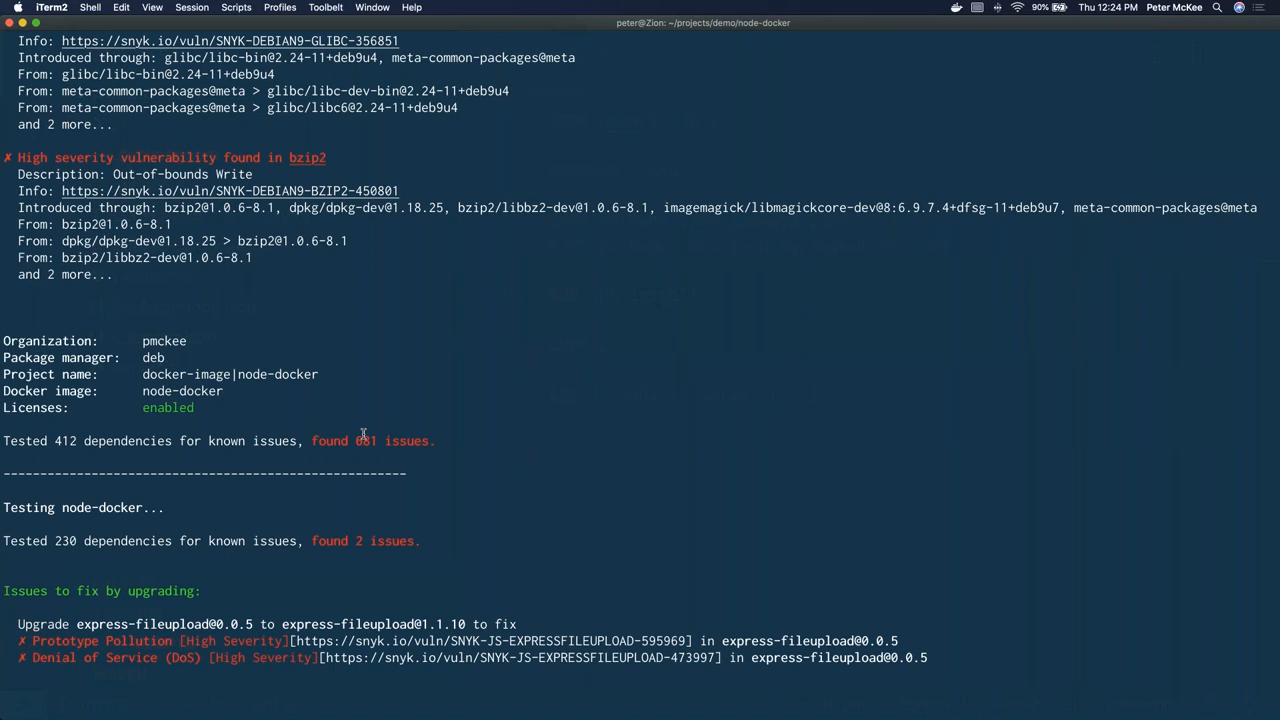 iTerm2 Shell Edit View Session Scripts Profiles Toolbelt Window Help 90% Thu 12:24 PM Peter McKee
peter@Zion: ~/projects/demo/node-docker
Info: https://snyk.io/vuln/SNYK-DEBIAN9-GLIBC-356851
Introduced through: glibc/libc-bin@2.24-11+deb9u4, meta-common-packages@meta
From: glibc/libc-bin@2.24-11+deb9u4
From: meta-common-packages@meta > glibc/libc-dev-bin@2.24-11+deb9u4
From: meta-common-packages@meta > glibc/libc6@2.24-11+deb9u4
and 2 more...
✗ High severity vulnerability found in bzip2
Description: Out-of-bounds Write
Info: https://snyk.io/vuln/SNYK-DEBIAN9-BZIP2-450801
Introduced through: bzip2@1.0.6-8.1, dpkg/dpkg-dev@1.18.25, bzip2/libbz2-dev@1.0.6-8.1, imagemagick/libmagickcore-dev@8:6.9.7.4+dfsg-11+deb9u7, meta-common-packages@meta
From: bzip2@1.0.6-8.1
From: dpkg/dpkg-dev@1.18.25 > bzip2@1.0.6-8.1
From: bzip2/libbz2-dev@1.0.6-8.1
and 2 more...
Organization: pmckee
Package manager: deb
Project name: docker-image|node-docker
Docker image: node-docker
Licenses: enabled
Tested 412 dependencies for known issues, found 681 issues.
-------------------------------------------------------
Testing node-docker...
Tested 230 dependencies for known issues, found 2 issues.
Issues to fix by upgrading:
Upgrade express-fileupload@0.0.5 to express-fileupload@1.1.10 to fix
✗ Prototype Pollution [High Severity][https://snyk.io/vuln/SNYK-JS-EXPRESSFILEUPLOAD-595969] in express-fileupload@0.0.5
✗ Denial of Service (DoS) [High Severity][https://snyk.io/vuln/SNYK-JS-EXPRESSFILEUPLOAD-473997] in express-fileupload@0.0.5